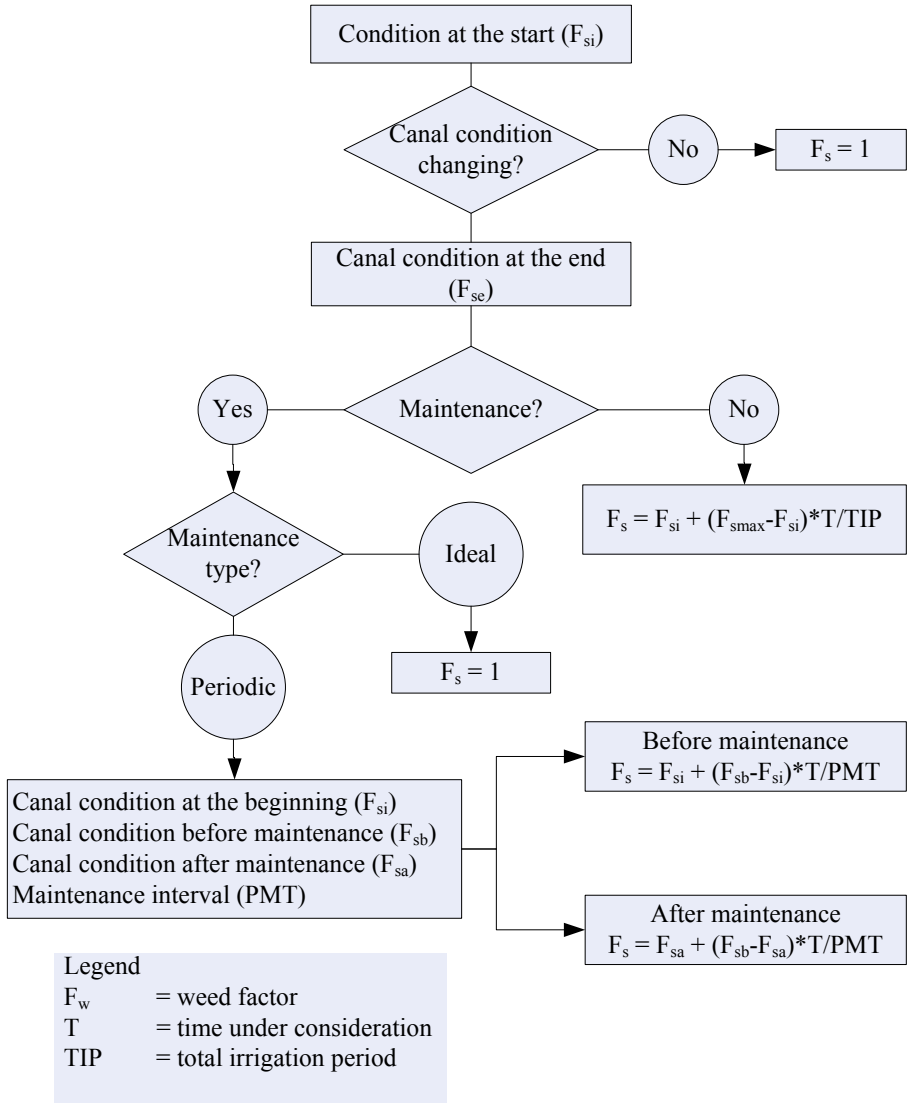 Condition at the start (Fsi)
Canal condition
changing?
No
Fs = 1
Canal condition at the end
(Fse)
Yes
Maintenance?
No
Fs = Fsi + (Fsmax-Fsi)*T/TIP
Maintenance
type?
Ideal
Fs = 1
Periodic
Before maintenance
Fs = Fsi + (Fsb-Fsi)*T/PMT
Canal condition at the beginning (Fsi)
Canal condition before maintenance (Fsb)
Canal condition after maintenance (Fsa)
Maintenance interval (PMT)
After maintenance
Fs = Fsa + (Fsb-Fsa)*T/PMT
Legend
Fw = weed factor
T = time under consideration
TIP = total irrigation period